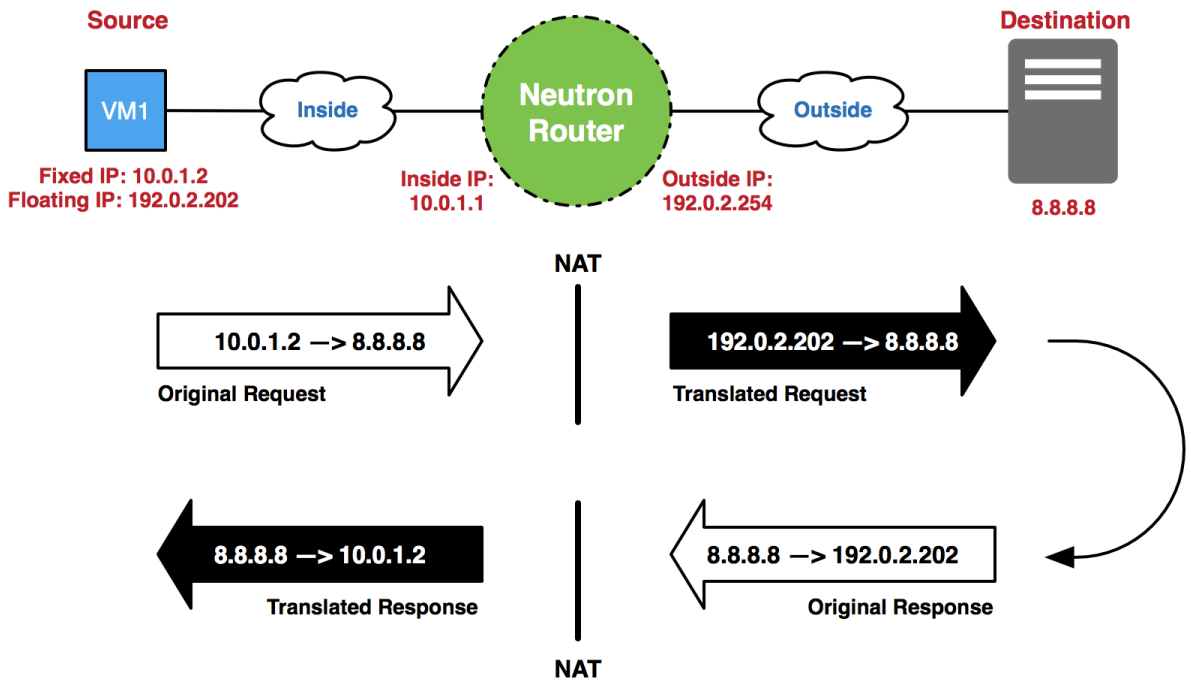 Source
Destination
VM1
Inside
Neutron
Router
Outside
Fixed IP: 10.0.1.2
Floating IP: 192.0.2.202
Inside IP:
10.0.1.1
Outside IP:
192.0.2.254
8.8.8.8
NAT
10.0.1.2 —> 8.8.8.8
Original Request
192.0.2.202 —> 8.8.8.8
Translated Request
8.8.8.8 —> 10.0.1.2
Translated Response
8.8.8.8 —> 192.0.2.202
Original Response
NAT